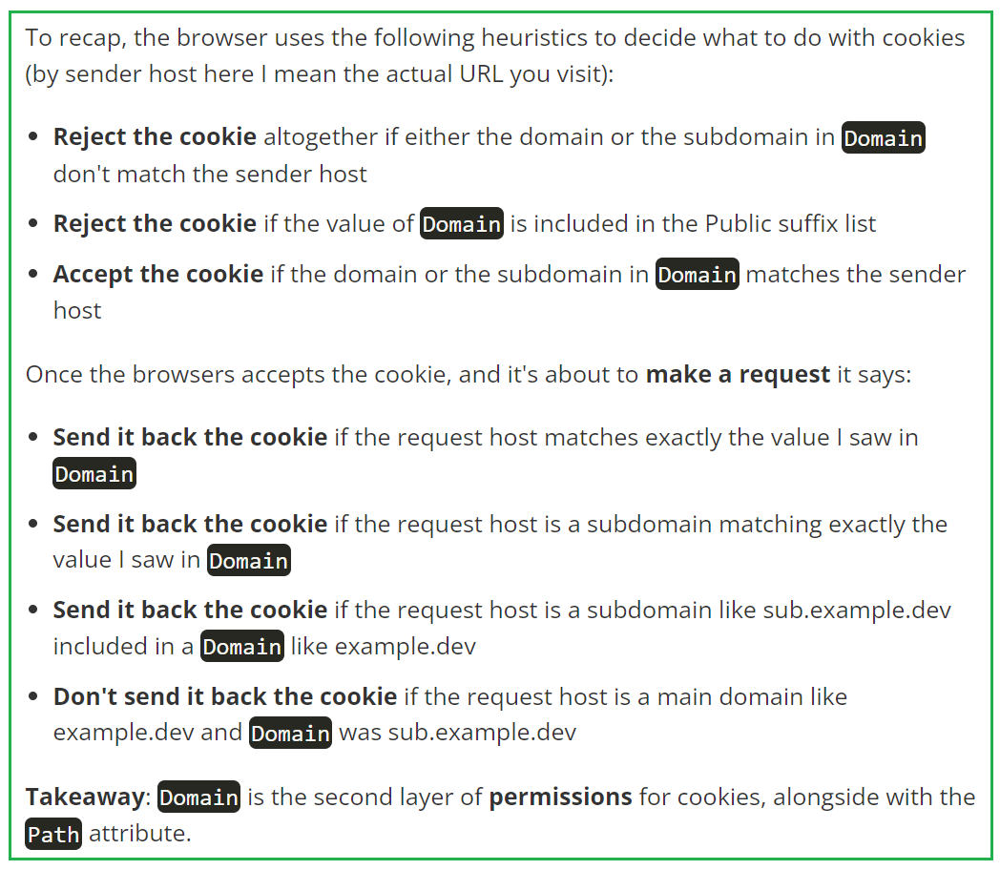 To recap, the browser uses the following heuristics to decide what to do with cookies
(by sender host here I mean the actual URL you visit):
• Reject the cookie altogether if either the domain or the subdomain in Domain
don't match the sender host
• Reject the cookie if the value of Domain is included in the Public suffix list
• Accept the cookie if the domain or the subdomain in Domain matches the sender
host
Once the browsers accepts the cookie, and it's about to make a request it says:
• Send it back the cookie if the request host matches exactly the value I saw in
Domain
• Send it back the cookie if the request host is a subdomain matching exactly the
value I saw in Domain
• Send it back the cookie if the request host is a subdomain like sub.example.dev
included in a Domain like example.dev
• Don't send it back the cookie if the request host is a main domain like
example.dev and Domain was sub.example.dev
Takeaway: Domain is the second layer of permissions for cookies, alongside with the
Path attribute.